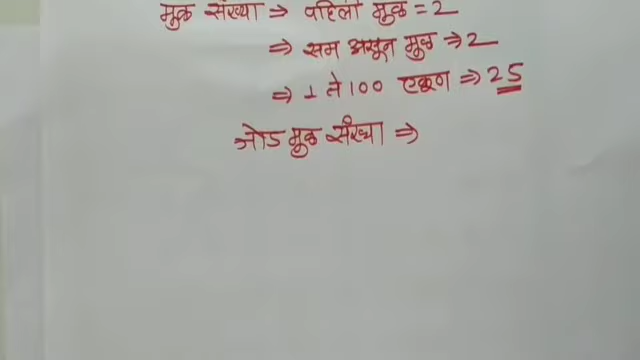 मुळ संख्या ⇒ पहिली मुळ = 2
⇒ सम असून मुळ ⇒ 2
⇒ 1 ते 100 एकूण ⇒ 25
जोड मुळ संख्या ⇒